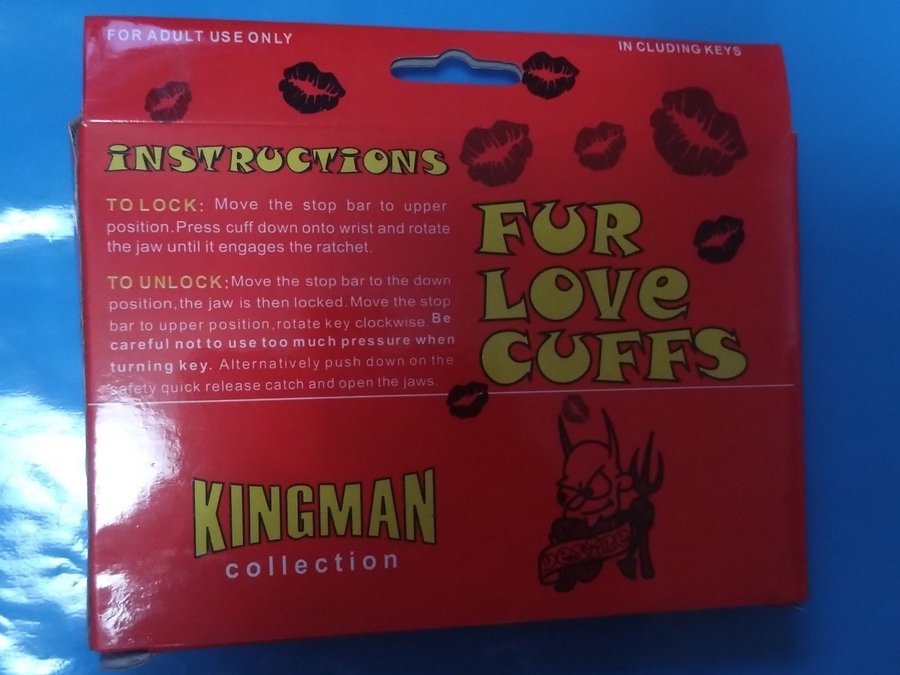 FOR ADULT USE ONLY
IN CLUDING KEYS
INSTRUCTIONS
TO LOCK: Move the stop bar to upper
position.Press cuff down onto wrist and rotate
the jaw until it engages the ratchet.
TO UNLOCK:Move the stop bar to the down
position,the jaw is then locked.Move the stop
bar to upper position,rotate key clockwise.Be
careful not to use too much pressure when
turning key. Alternatively push down on the
safety quick release catch and open the jaws.
FUR
LOVE
CUFFS
KINGMAN
collection